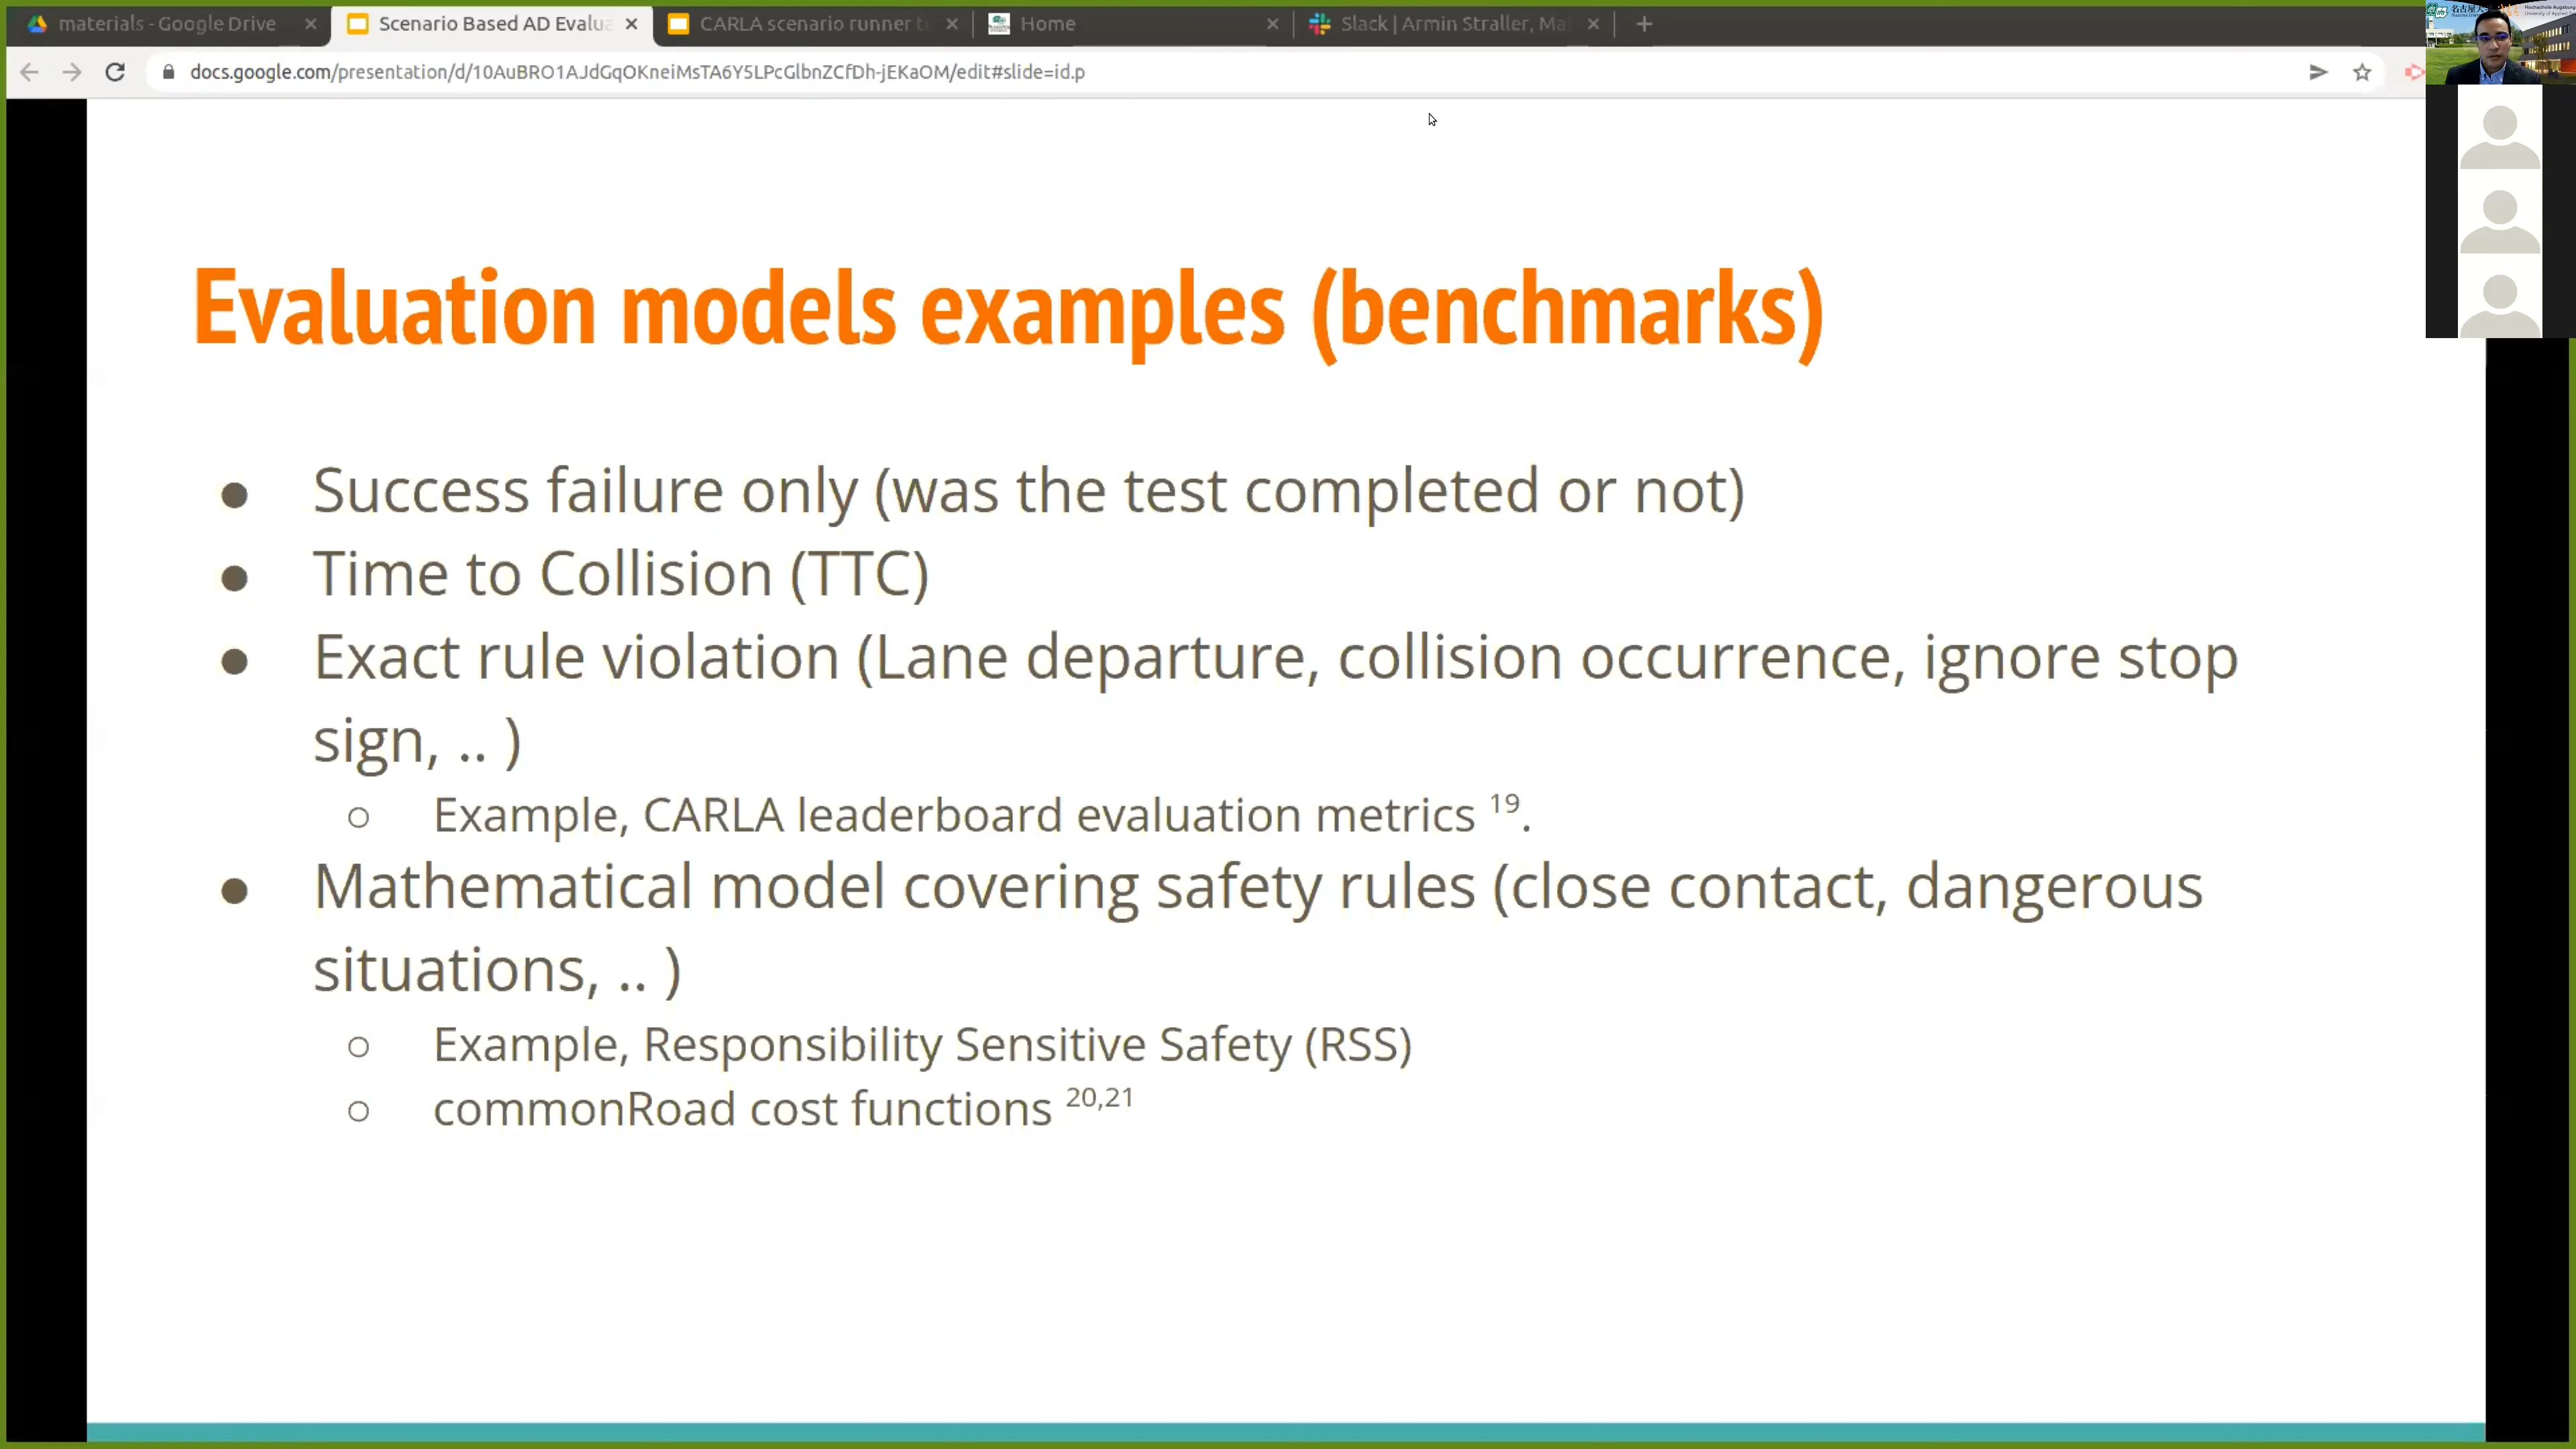 materials - Google Drive
Scenario Based AD Evalua
CARLA scenario runner tu
Home
Slack | Armin Straller, Ma
docs.google.com/presentation/d/10AuBRO1AJdGqOKneiMsTA6Y5LPcGlbnZCfDh-jEKaOM/edit#slide=id.p
Evaluation models examples (benchmarks)
● Success failure only (was the test completed or not)
● Time to Collision (TTC)
● Exact rule violation (Lane departure, collision occurrence, ignore stop
sign, .. )
○ Example, CARLA leaderboard evaluation metrics 19.
● Mathematical model covering safety rules (close contact, dangerous
situations, .. )
○ Example, Responsibility Sensitive Safety (RSS)
○ commonRoad cost functions 20,21